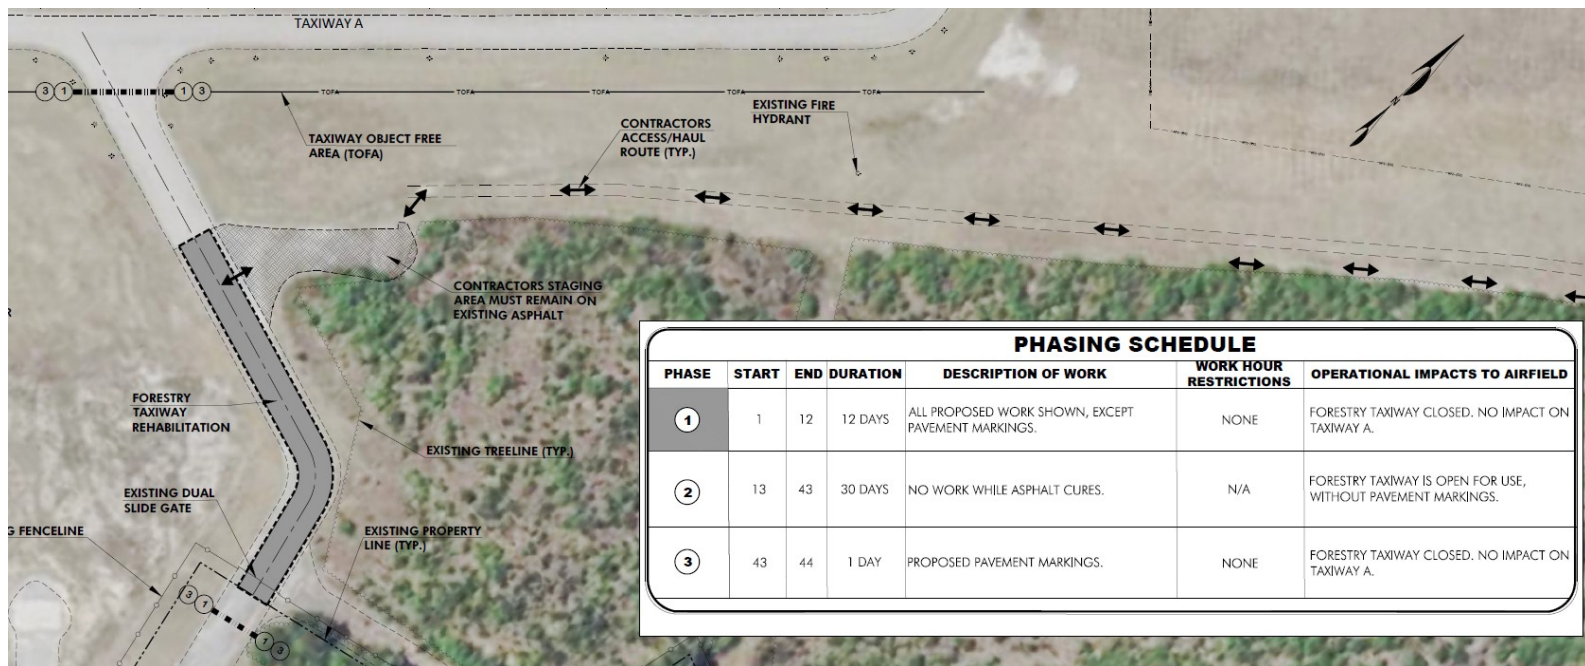 TAXIWAY A
3 1
1 3
TOFA
TOFA
TOFA
TOFA
TOFA
TAXIWAY OBJECT FREE
AREA (TOFA)
CONTRACTORS
ACCESS/HAUL
ROUTE (TYP.)
EXISTING FIRE
HYDRANT
N
CONTRACTORS STAGING
AREA MUST REMAIN ON
EXISTING ASPHALT
FORESTRY
TAXIWAY
REHABILITATION
EXISTING TREELINE (TYP.)
EXISTING DUAL
SLIDE GATE
G FENCELINE
EXISTING PROPERTY
LINE (TYP.)
3 1
1 3
PHASING SCHEDULE
PHASE START END DURATION DESCRIPTION OF WORK WORK HOUR RESTRICTIONS OPERATIONAL IMPACTS TO AIRFIELD
1 1 12 12 DAYS ALL PROPOSED WORK SHOWN, EXCEPT PAVEMENT MARKINGS. NONE FORESTRY TAXIWAY CLOSED. NO IMPACT ON TAXIWAY A.
2 13 43 30 DAYS NO WORK WHILE ASPHALT CURES. N/A FORESTRY TAXIWAY IS OPEN FOR USE, WITHOUT PAVEMENT MARKINGS.
3 43 44 1 DAY PROPOSED PAVEMENT MARKINGS. NONE FORESTRY TAXIWAY CLOSED. NO IMPACT ON TAXIWAY A.